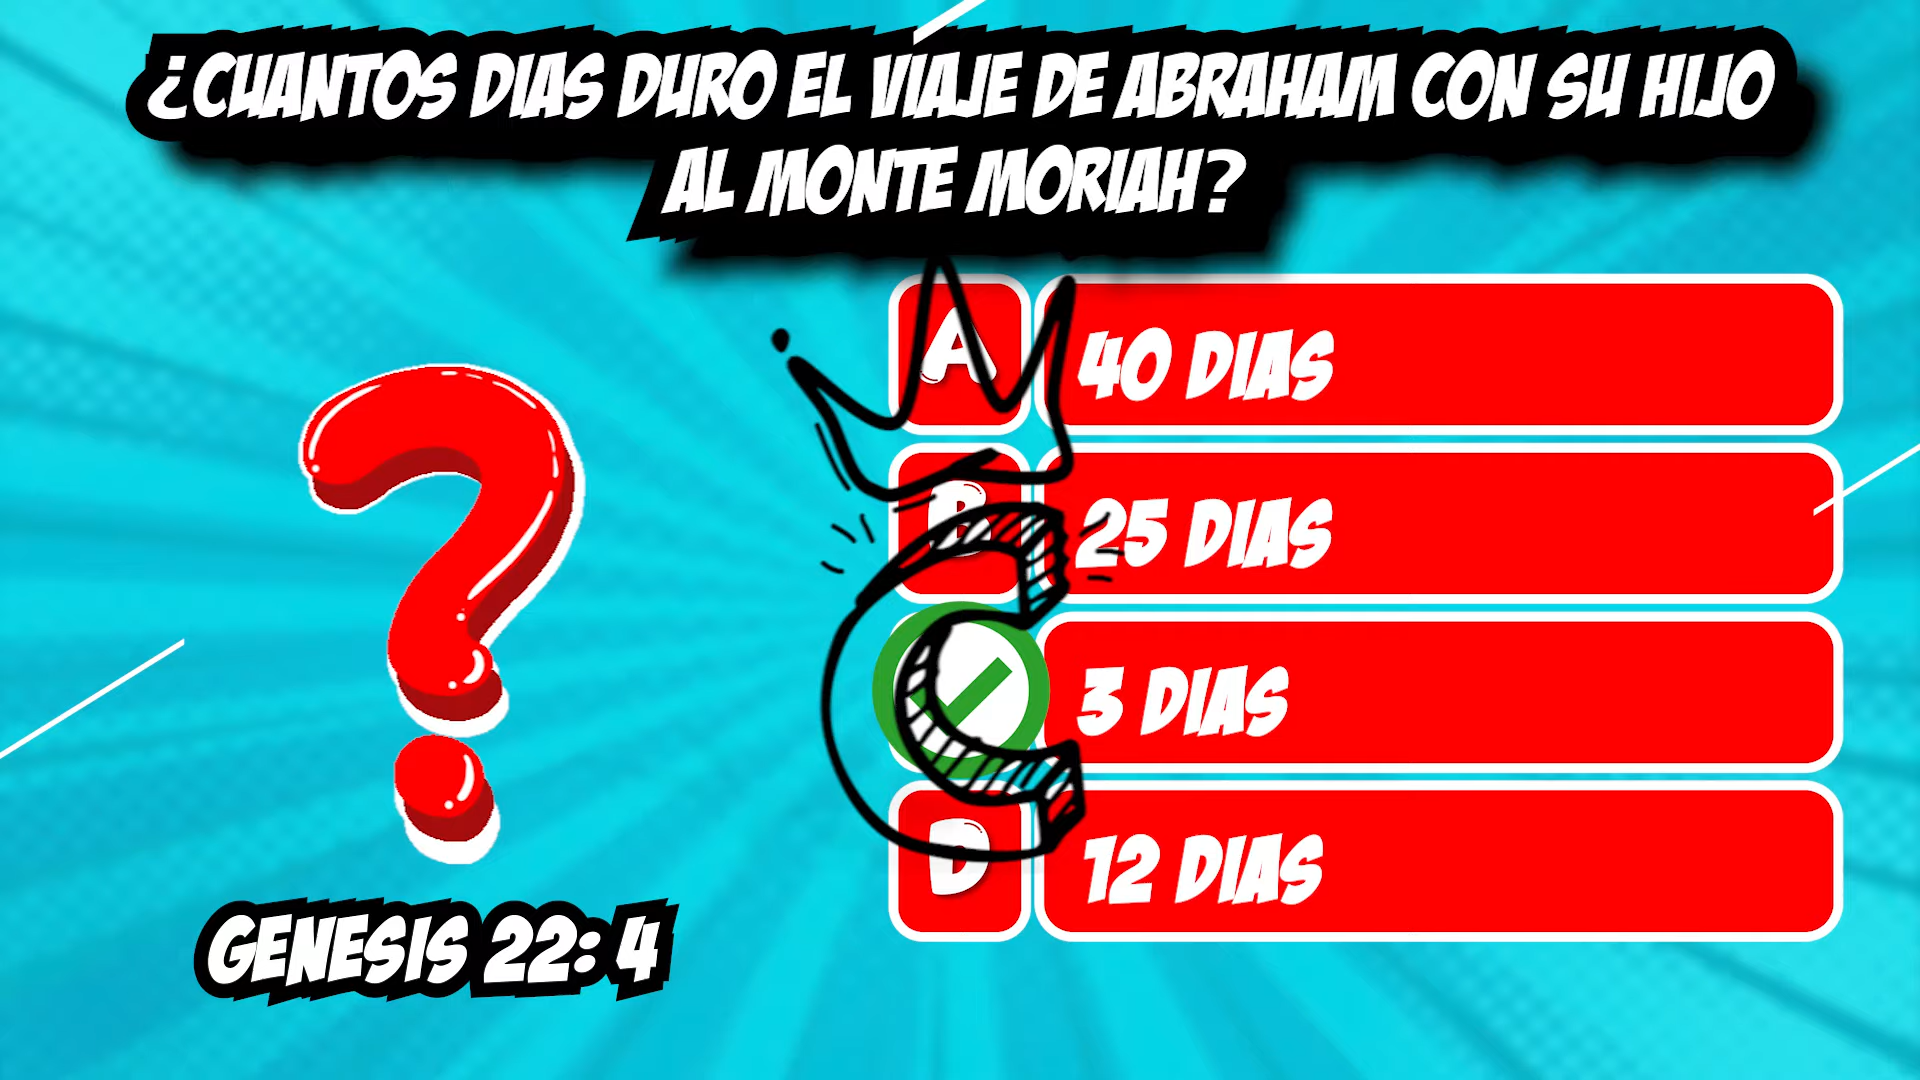 ¿CUANTOS DIAS DURO EL VIAJE DE ABRAHAM CON SU HIJO
AL MONTE MORIAH?
A 40 DIAS
B 25 DIAS
C 3 DIAS
D 12 DIAS
GENESIS 22: 4